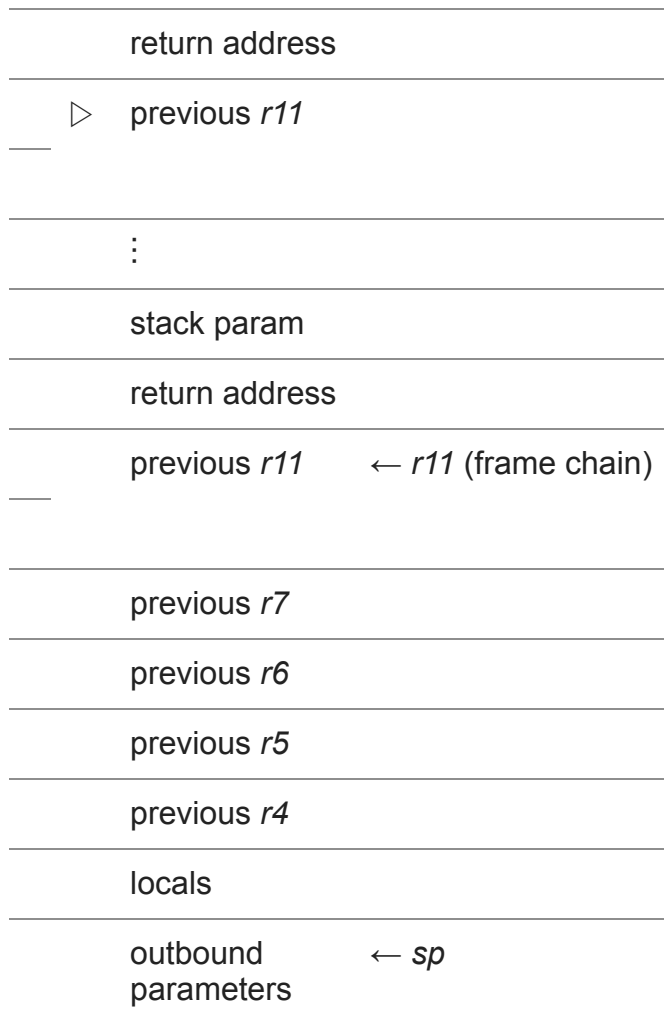 return address
▷ previous r11
⋮
stack param
return address
previous r11 ← r11 (frame chain)
previous r7
previous r6
previous r5
previous r4
locals
outbound ← sp
parameters